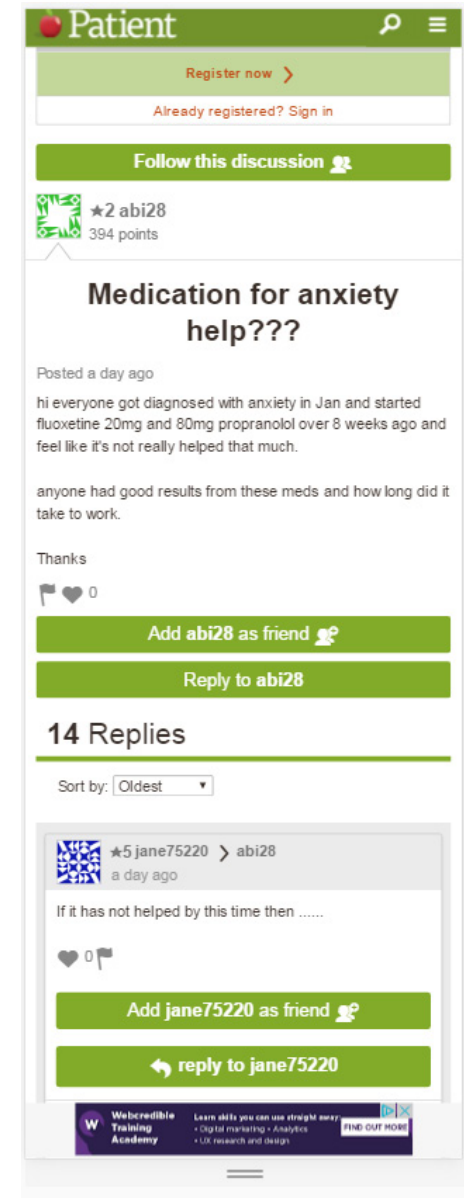 Patient
Register now
Already registered? Sign in
Follow this discussion
★2 abi28
394 points
Medication for anxiety
help???
Posted a day ago
hi everyone got diagnosed with anxiety in Jan and started
fluoxetine 20mg and 80mg propranolol over 8 weeks ago and
feel like it's not really helped that much.
anyone had good results from these meds and how long did it
take to work.
Thanks
0
Add abi28 as friend
Reply to abi28
14 Replies
Sort by: Oldest
★5 jane75220 > abi28
a day ago
If it has not helped by this time then ......
0
Add jane75220 as friend
reply to jane75220
W
Webcredible
Training
Academy
Learn skills you can use straight away:
• Digital marketing • Analytics
• UX research and design
FIND OUT MORE